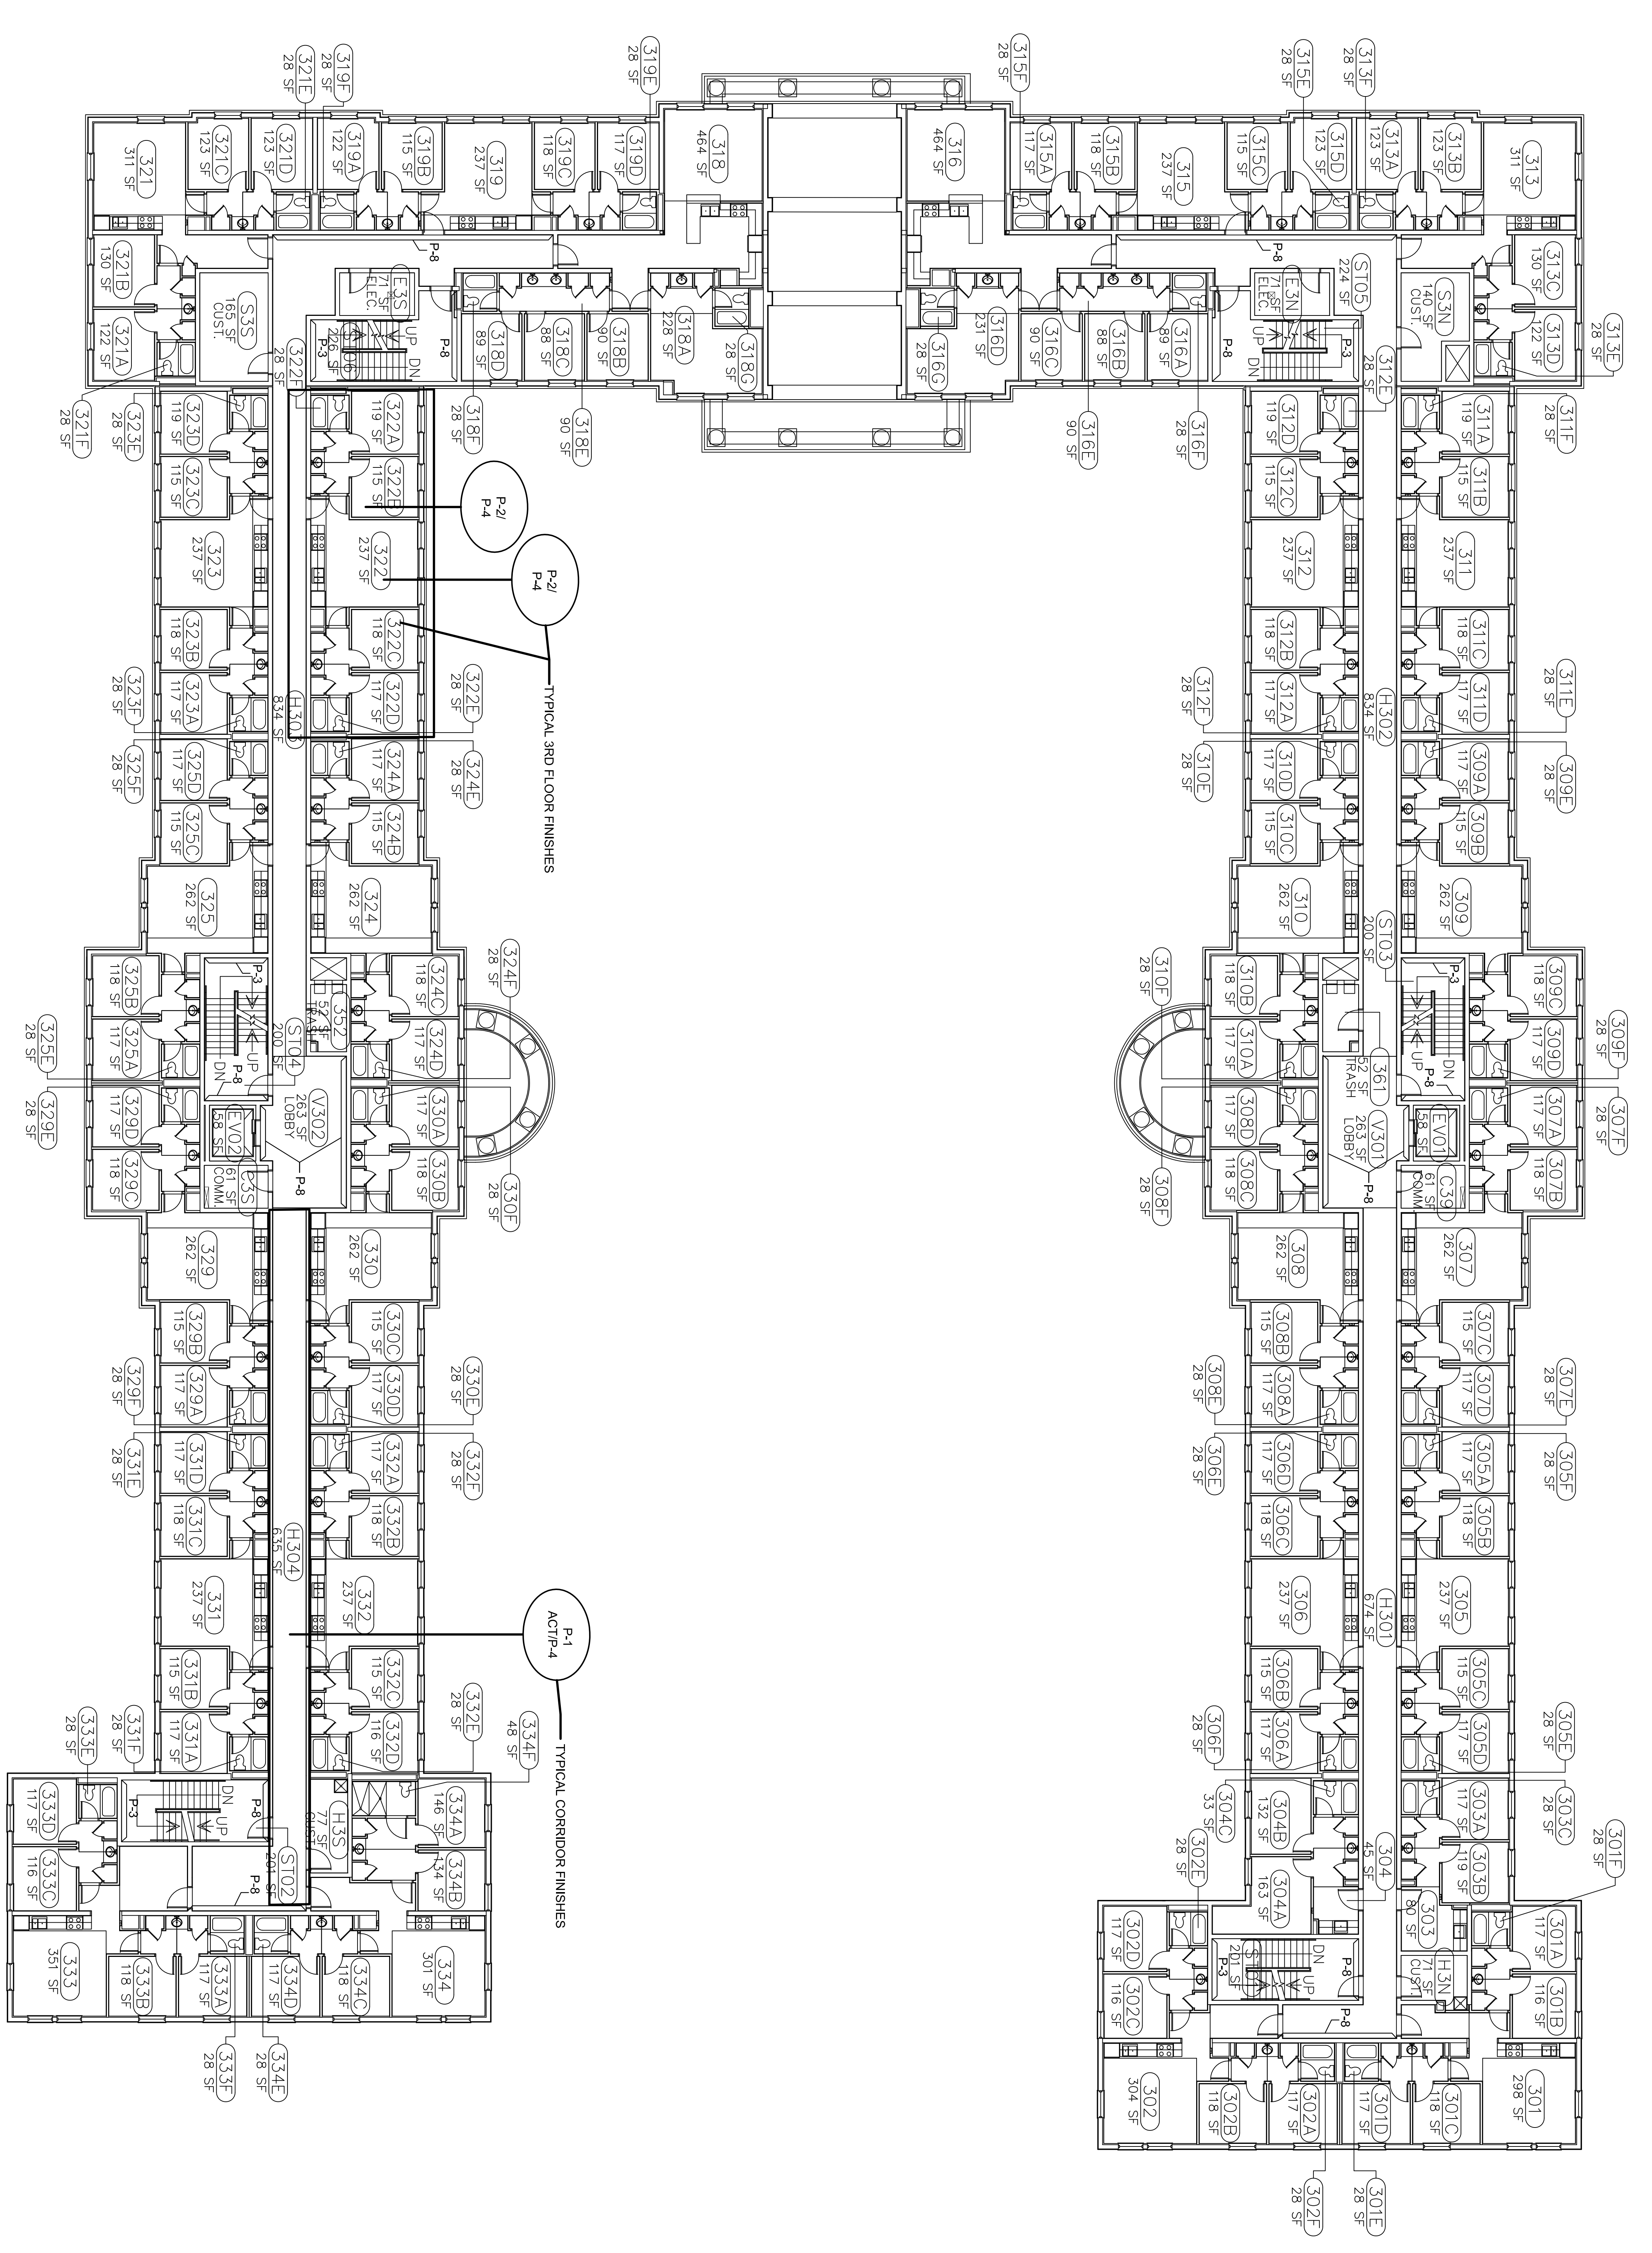 321E
28 SF
319F
28 SF
319E
28 SF
315F
28 SF
315E
28 SF
313F
28 SF
321
311 SF
321C
123 SF
321D
123 SF
319A
122 SF
319B
115 SF
319
237 SF
319C
118 SF
319D
117 SF
318
464 SF
316
464 SF
315A
117 SF
315B
118 SF
315
237 SF
315C
115 SF
315D
123 SF
313A
123 SF
313B
123 SF
313
311 SF
P-8
P-8
321B
130 SF
321A
122 SF
S3S
165 SF
CUST.
E3S
71 SF
ELEC.
UP
DN
P-3
P-8
226 SF
318D
89 SF
318C
88 SF
318B
90 SF
318A
228 SF
318G
28 SF
316G
28 SF
316D
231 SF
316C
90 SF
316B
88 SF
316A
89 SF
P-8
E3N
71 SF
ELEC.
UP
DN
P-3
ST05
224 SF
S3N
140 SF
CUST.
313C
130 SF
313D
122 SF
313E
28 SF
321F
28 SF
323E
28 SF
322F
28 SF
318F
28 SF
318E
90 SF
316E
90 SF
316F
28 SF
312E
28 SF
311F
28 SF
323D
119 SF
323C
115 SF
323
237 SF
323B
118 SF
323A
117 SF
323F
28 SF
322A
119 SF
322B
115 SF
322
237 SF
322C
118 SF
322D
117 SF
322E
28 SF
P-2/
P-4
P-2/
P-4
TYPICAL 3RD FLOOR FINISHES
H303
834 SF
312D
119 SF
312C
115 SF
312
237 SF
312B
118 SF
312A
117 SF
312F
28 SF
311A
119 SF
311B
115 SF
311
237 SF
311C
118 SF
311D
117 SF
311E
28 SF
H302
834 SF
325F
28 SF
325D
117 SF
325C
115 SF
325
262 SF
324E
28 SF
324A
117 SF
324B
115 SF
324
262 SF
310E
28 SF
310D
117 SF
310C
115 SF
310
262 SF
309E
28 SF
309A
117 SF
309B
115 SF
309
262 SF
325B
118 SF
325A
117 SF
325E
28 SF
P-3
UP
DN
P-8
ST04
200 SF
352
52 SF
TRASH
324C
118 SF
324D
117 SF
324F
28 SF
310F
28 SF
310B
118 SF
310A
117 SF
361
52 SF
TRASH
ST03
200 SF
P-3
UP
DN
P-8
309C
118 SF
309D
117 SF
309F
28 SF
329E
28 SF
329D
117 SF
329C
118 SF
EV02
58 SF
C3S
61 SF
COMM.
V302
263 SF
LOBBY
P-8
330A
117 SF
330B
118 SF
330F
28 SF
308F
28 SF
308D
117 SF
308C
118 SF
V301
263 SF
LOBBY
P-8
EV01
58 SF
C39
61 SF
COMM.
307A
117 SF
307B
118 SF
307F
28 SF
329
262 SF
329B
115 SF
329A
117 SF
329F
28 SF
330
262 SF
330C
115 SF
330D
117 SF
330E
28 SF
308
262 SF
308B
115 SF
308A
117 SF
308E
28 SF
307
262 SF
307C
115 SF
307D
117 SF
307E
28 SF
331E
28 SF
331D
117 SF
331C
118 SF
331
237 SF
331B
115 SF
331A
117 SF
331F
28 SF
H304
635 SF
332F
28 SF
332A
117 SF
332B
118 SF
332
237 SF
332C
115 SF
332D
116 SF
332E
28 SF
P-1
ACT/P-4
TYPICAL CORRIDOR FINISHES
306E
28 SF
306D
117 SF
306C
118 SF
306
237 SF
306B
115 SF
306A
117 SF
306F
28 SF
H301
674 SF
305F
28 SF
305A
117 SF
305B
118 SF
305
237 SF
305C
115 SF
305D
117 SF
305E
28 SF
333E
28 SF
333D
117 SF
333C
116 SF
333
351 SF
DN
UP
P-3
P-8
P-8
ST02
201 SF
H3S
77 SF
CUST.
334F
48 SF
334A
146 SF
334B
134 SF
333B
118 SF
333A
117 SF
334D
117 SF
334C
118 SF
334
301 SF
333F
28 SF
334E
28 SF
304C
33 SF
304B
132 SF
304A
163 SF
304
45 SF
303C
28 SF
303A
117 SF
303B
119 SF
303
80 SF
302E
28 SF
302D
117 SF
302C
116 SF
DN
UP
P-3
P-8
201 SF
H3N
71 SF
CUST.
301F
28 SF
301A
117 SF
301B
116 SF
P-8
302
304 SF
302B
118 SF
302A
117 SF
301D
117 SF
301C
118 SF
301
298 SF
302F
28 SF
301E
28 SF